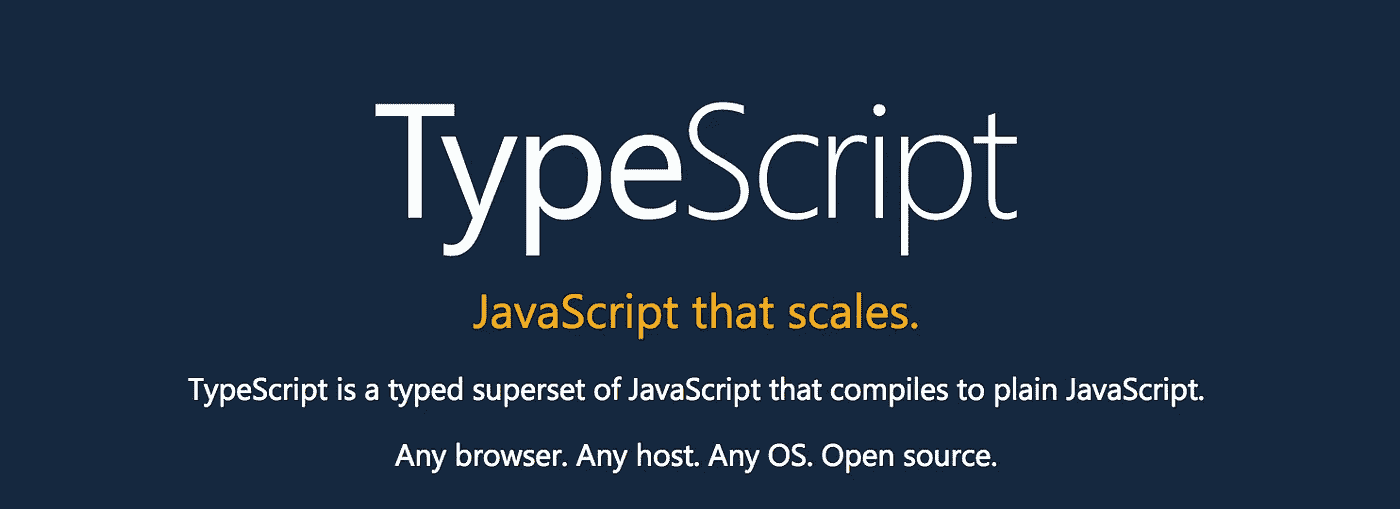 TypeScript
JavaScript that scales.
TypeScript is a typed superset of JavaScript that compiles to plain JavaScript.
Any browser. Any host. Any OS. Open source.